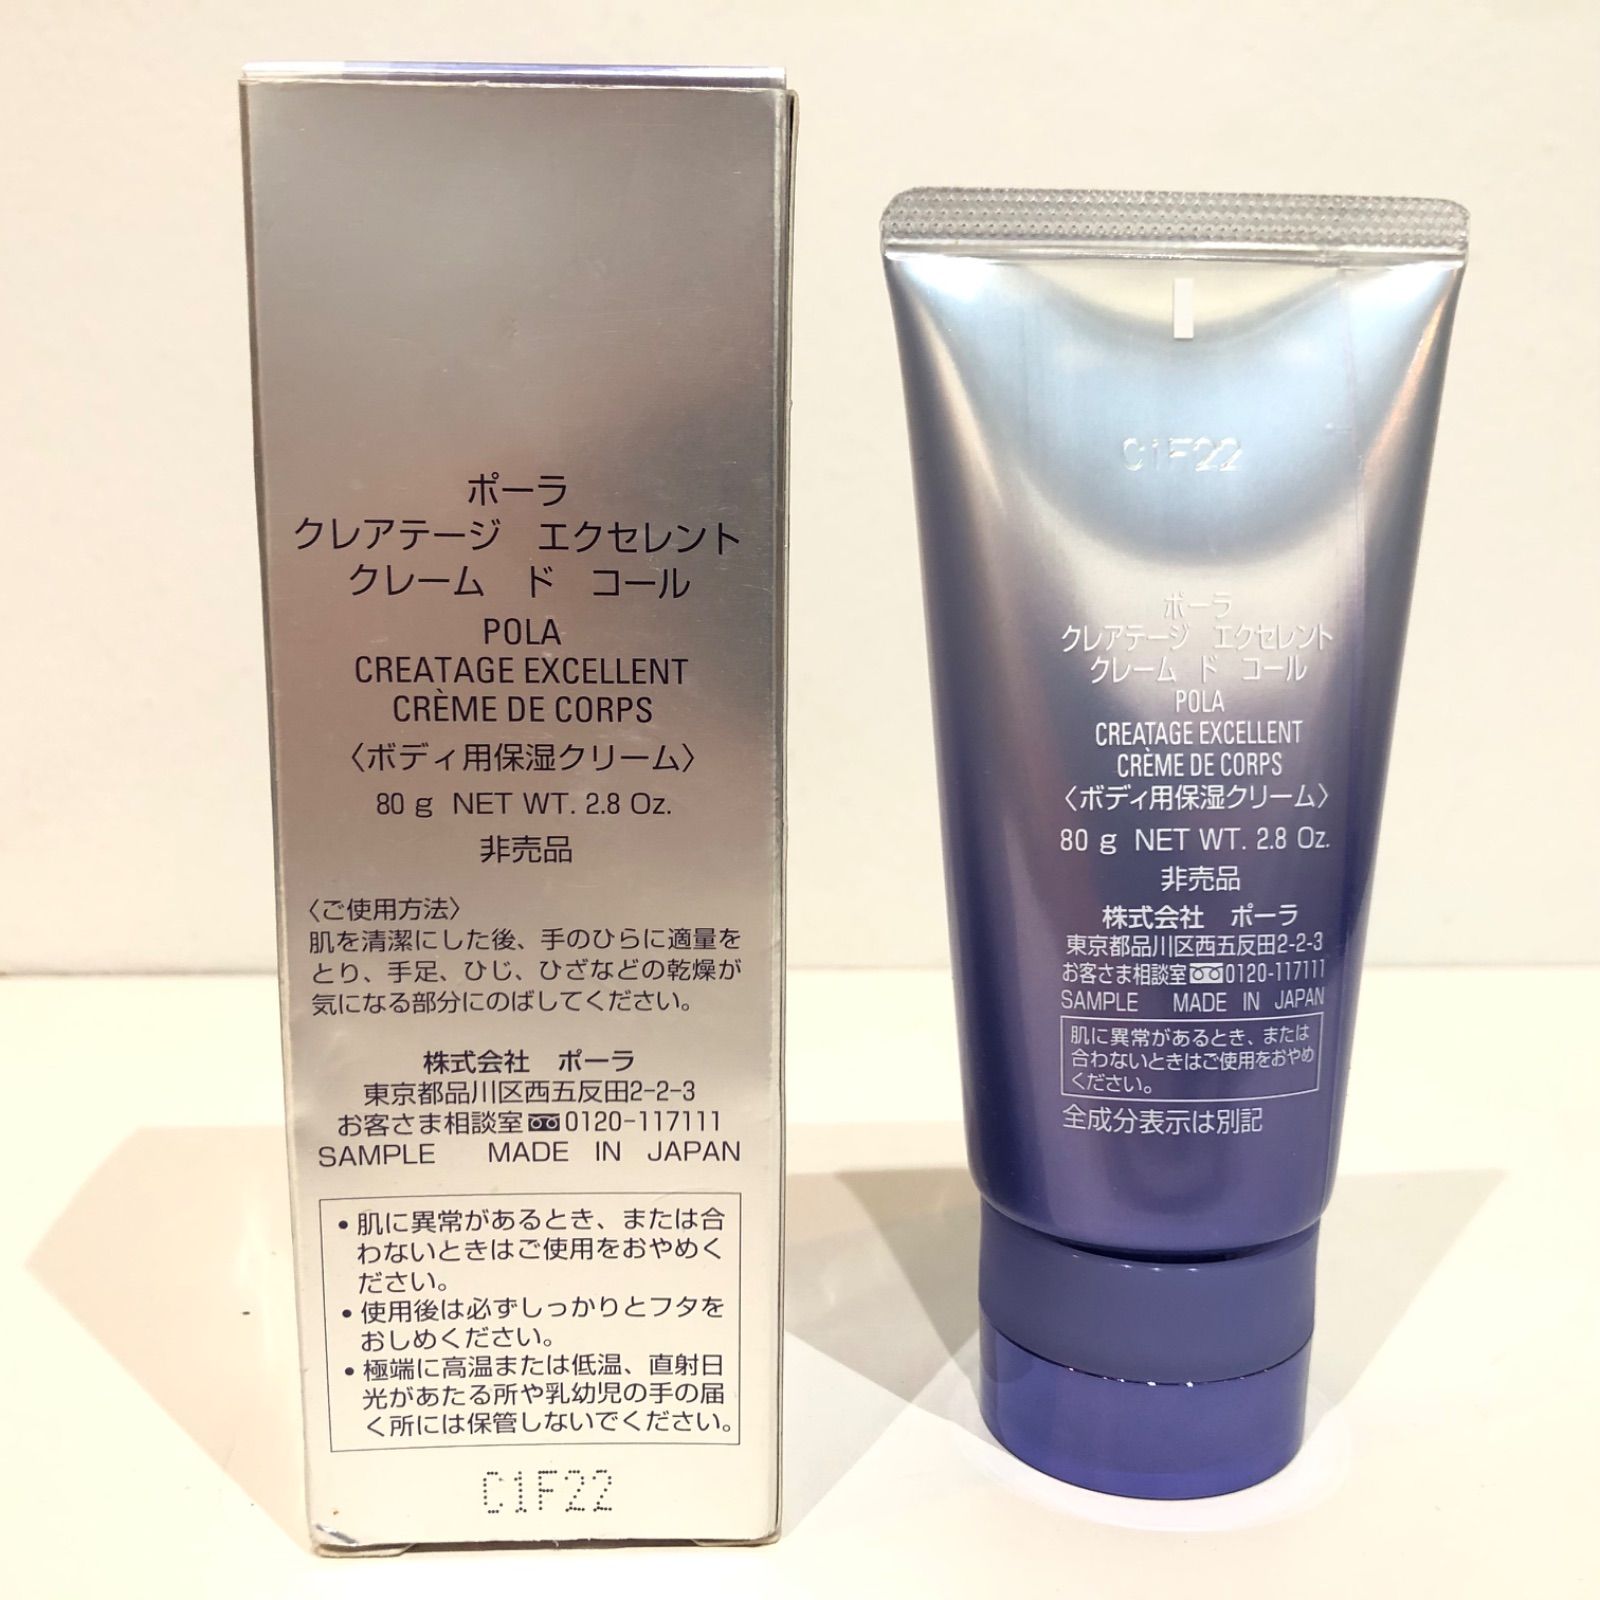 ポーラ
クレアテージ エクセレント
クレーム ド コール
POLA
CREATAGE EXCELLENT
CRÈME DE CORPS
〈ボディ用保湿クリーム〉
80 g NET WT. 2.8 Oz.
非売品
〈ご使用方法〉
肌を清潔にした後、手のひらに適量を
とり、手足、ひじ、ひざなどの乾燥が
気になる部分にのばしてください。
株式会社 ポーラ
東京都品川区西五反田2-2-3
お客さま相談室0120-117111
SAMPLE MADE IN JAPAN
• 肌に異常があるとき、または合
わないときはご使用をおやめく
ださい。
• 使用後は必ずしっかりとフタを
おしめください。
• 極端に高温または低温、直射日
光があたる所や乳幼児の手の届
く所には保管しないでください。
C1F22
C1F22
ポーラ
クレアテージ エクセレント
クレーム ド コール
POLA
CREATAGE EXCELLENT
CRÈME DE CORPS
〈ボディ用保湿クリーム〉
80 g NET WT. 2.8 Oz.
非売品
株式会社 ポーラ
東京都品川区西五反田2-2-3
お客さま相談室0120-117111
SAMPLE MADE IN JAPAN
肌に異常があるとき、または
合わないときはご使用をおやめ
ください。
全成分表示は別記